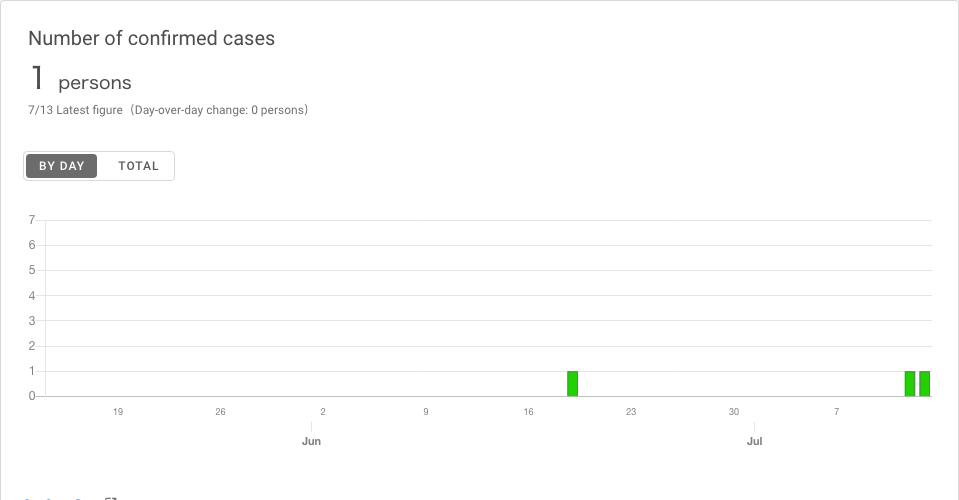 Number of confirmed cases
1 persons
7/13 Latest figure（Day-over-day change: 0 persons）
BY DAY TOTAL
7
6
5
4
3
2
1
0
19 26 2 9 16 23 30 7
Jun Jul